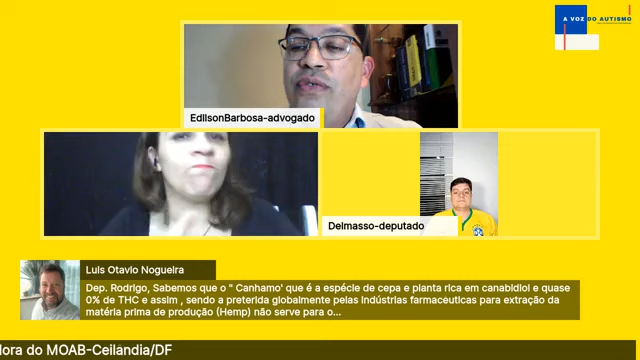 A VOZ DO AUTISMO
EdilsonBarbosa-advogado
Delmasso-deputado
Luis Otavio Nogueira
Dep. Rodrigo, Sabemos que o " Canhamo' que é a espécie de cepa e planta rica em canabidiol e quase
0% de THC e assim , sendo a preterida globalmente pelas indústrias farmaceuticas para extração da
matéria prima de produção (Hemp) não serve para o...
dora do MOAB-Ceilandia/DF